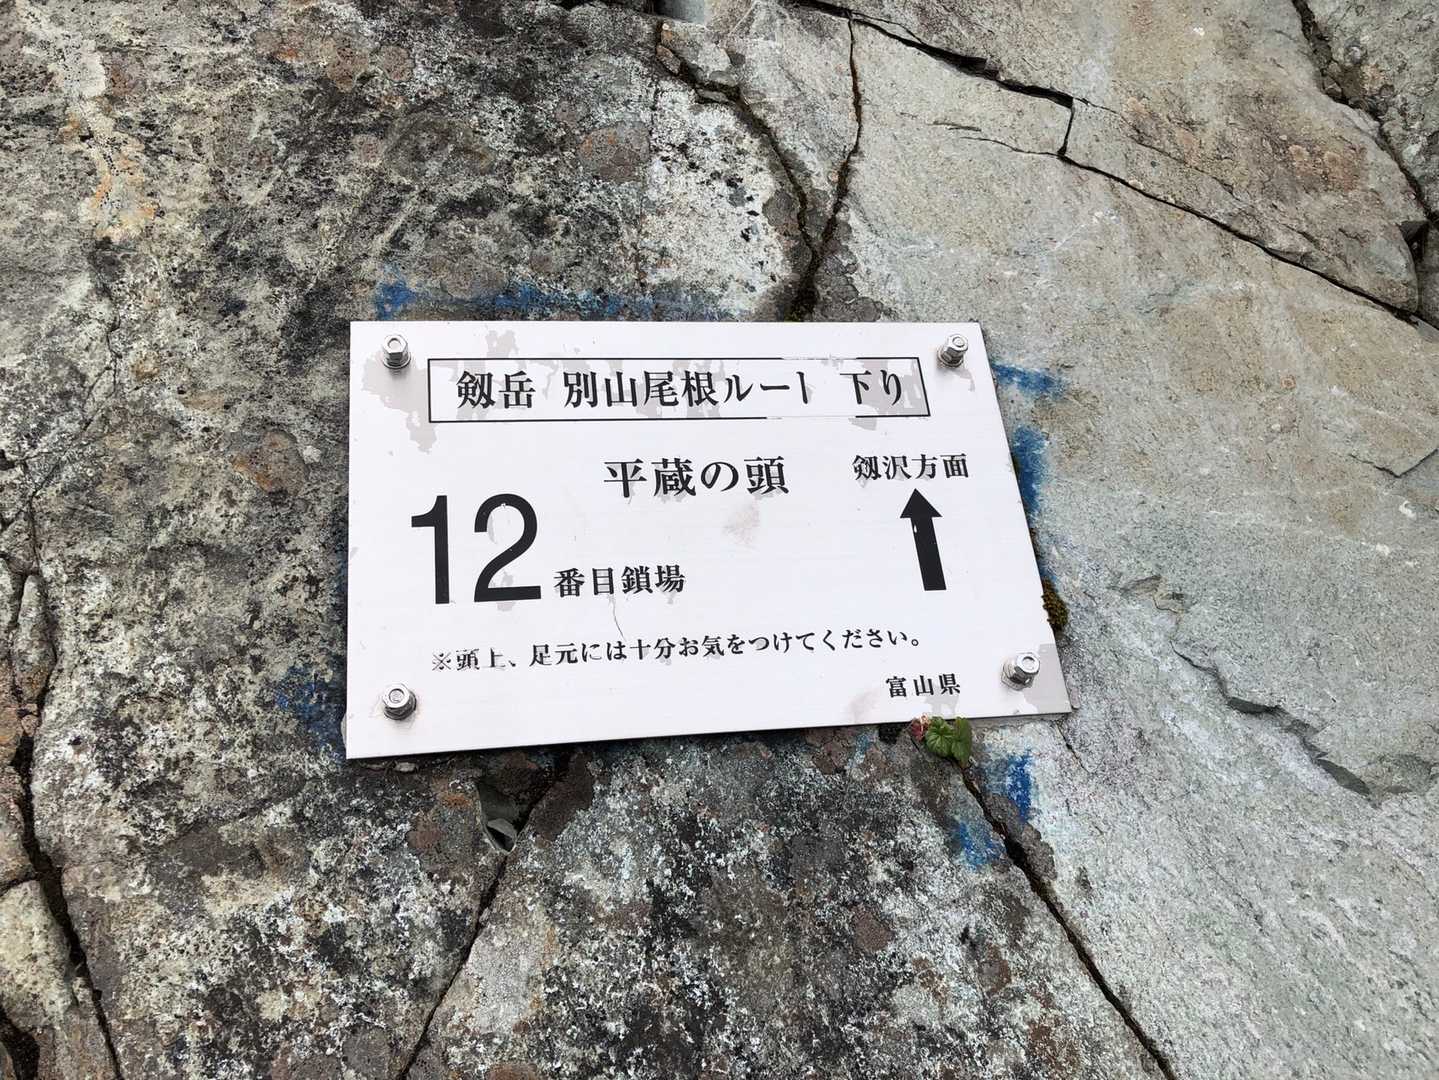 剱岳 別山尾根ルート 下り
平蔵の頭
剱沢方面
12番目鎖場
※頭上、足元には十分お気をつけてください。
富山県